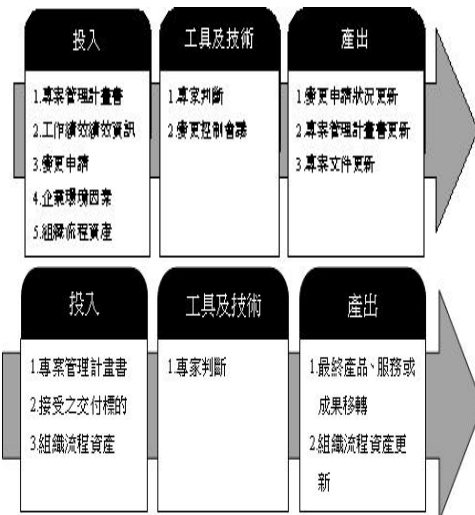 投入
1.專案管理計畫書
2.工作績效績效資訊
3.變更申請
4.企業環境因素
5.組織流程資產
工具及技術
1.專家判斷
2.變更控制會議
產出
1.變更申請狀況更新
2.專案管理計畫書更新
3.專案文件更新
投入
1.專案管理計畫書
2.接受之交付標的
3.組織流程資產
工具及技術
1.專家判斷
產出
1.最終產品、服務或
成果移轉
2.組織流程資產更
新